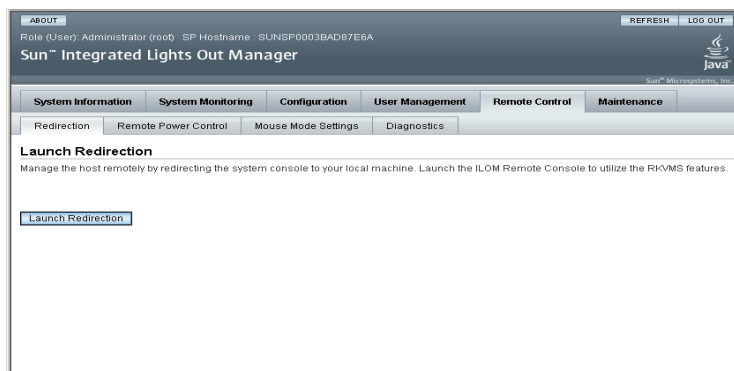 ABOUT
REFRESH LOG OUT
Role (User): Administrator (root) SP Hostname : SUNSP0003BAD87E6A
Sun™ Integrated Lights Out Manager
Java™
Sun™ Microsystems, Inc.
System Information System Monitoring Configuration User Management Remote Control Maintenance
Redirection Remote Power Control Mouse Mode Settings Diagnostics
Launch Redirection
Manage the host remotely by redirecting the system console to your local machine. Launch the ILOM Remote Console to utilize the RKVMS features.
Launch Redirection